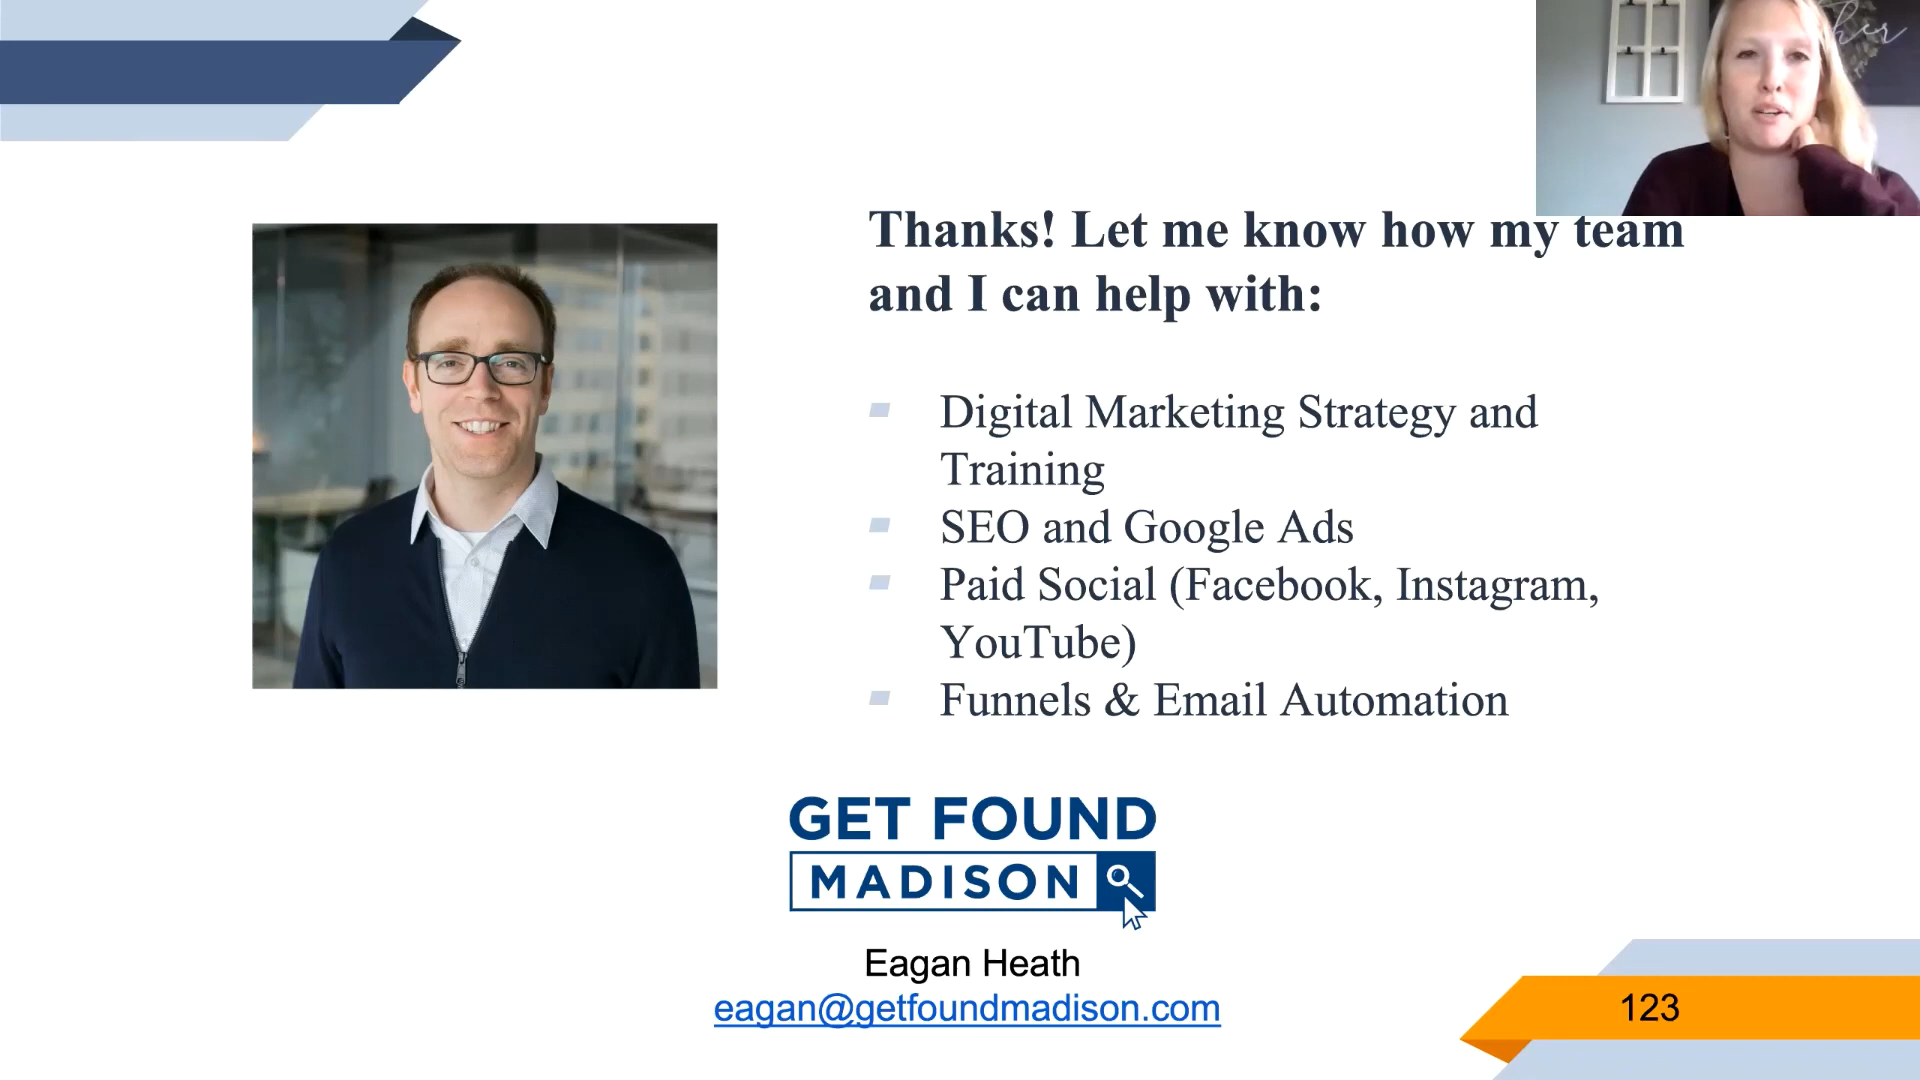 Thanks! Let me know how my team
and I can help with:
Digital Marketing Strategy and
Training
SEO and Google Ads
Paid Social (Facebook, Instagram,
YouTube)
Funnels & Email Automation
GET FOUND
MADISON
Eagan Heath
eagan@getfoundmadison.com
123